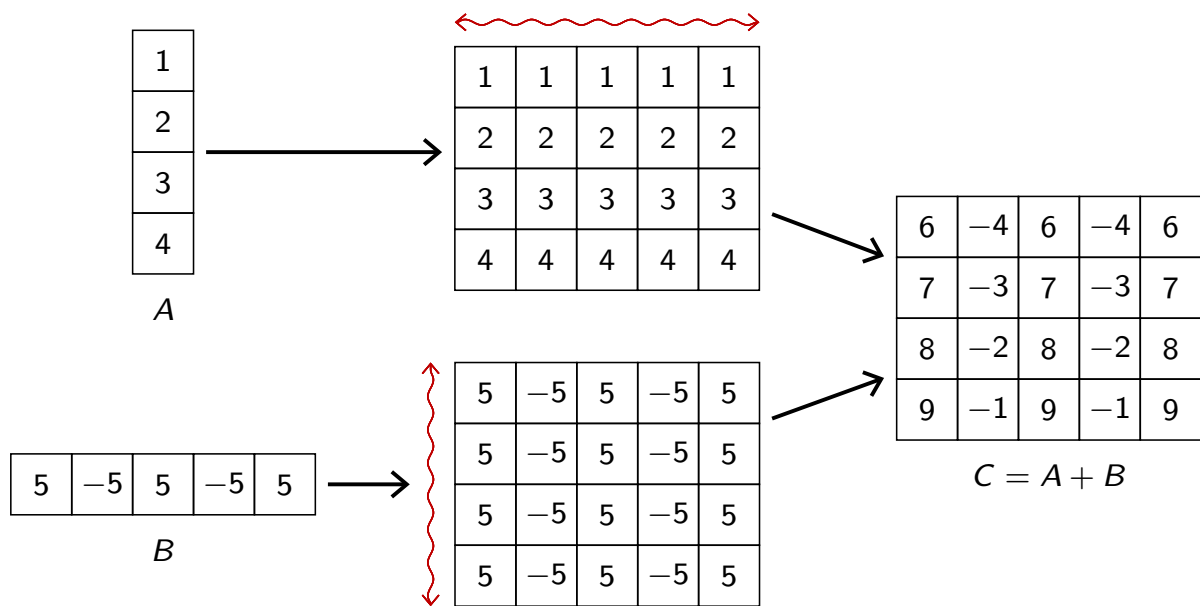 1
2
3
4
A
1 1 1 1 1
2 2 2 2 2
3 3 3 3 3
4 4 4 4 4
5 −5 5 −5 5
B
5 −5 5 −5 5
5 −5 5 −5 5
5 −5 5 −5 5
5 −5 5 −5 5
6 −4 6 −4 6
7 −3 7 −3 7
8 −2 8 −2 8
9 −1 9 −1 9
C = A + B